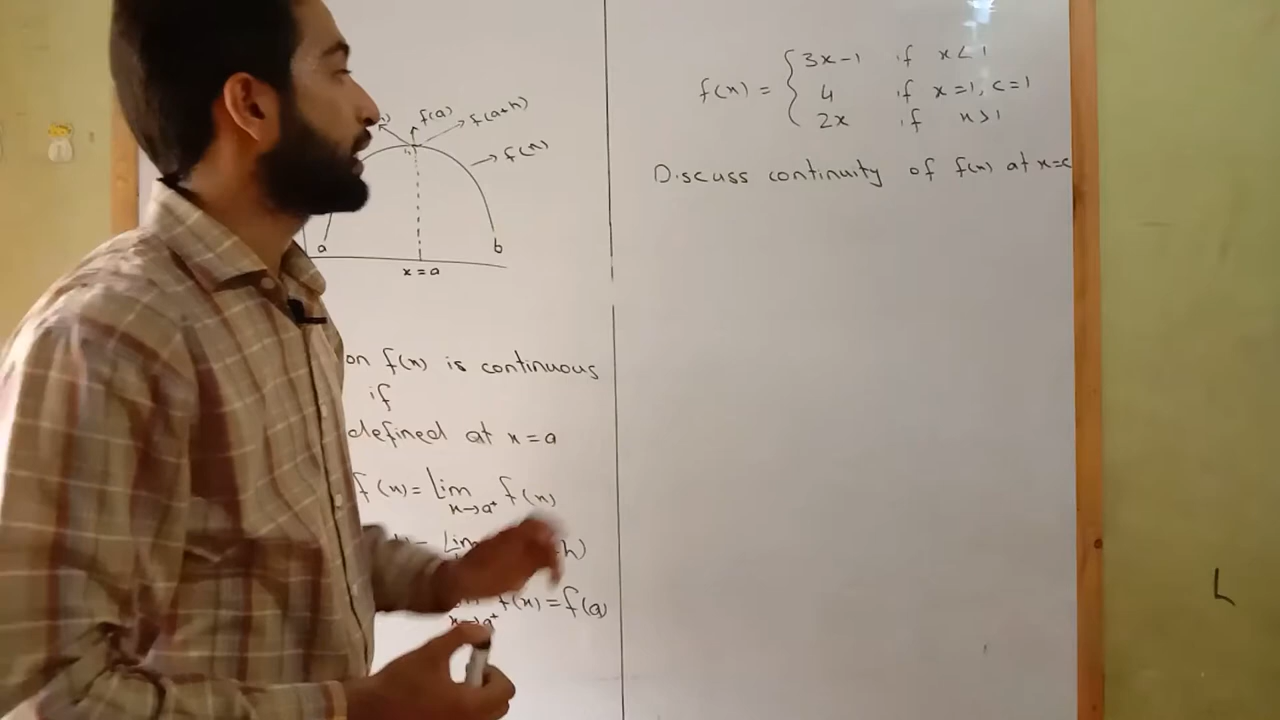 f(a)
f(a+h)
f(x)
a
b
x = a
on f(x) is continuous
if
defined at x = a
f(x) = Lim x→a⁺ f(x)
Lim h)
f(x) = f(a)
x→a⁺
f(x) = { 3x-1 if x < 1
4 if x = 1, c = 1
2x if x > 1
Discuss continuity of f(x) at x=c
L